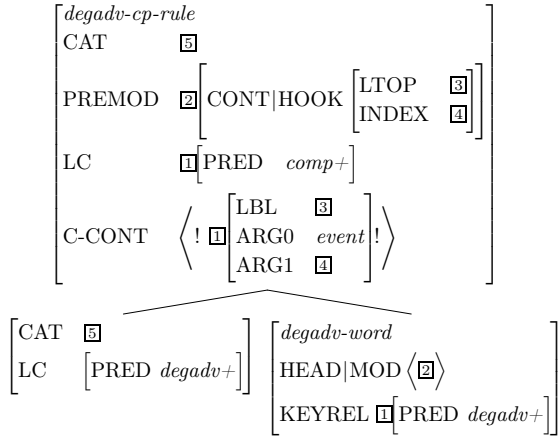 degadv-cp-rule
CAT 5
PREMOD 2 CONT|HOOK LTOP 3
INDEX 4
LC 1 PRED comp+
C-CONT ⟨! 1 LBL 3
ARG0 event !⟩
ARG1 4
CAT 5
LC [PRED degadv+]
degadv-word
HEAD|MOD ⟨2⟩
KEYREL 1[PRED degadv+]